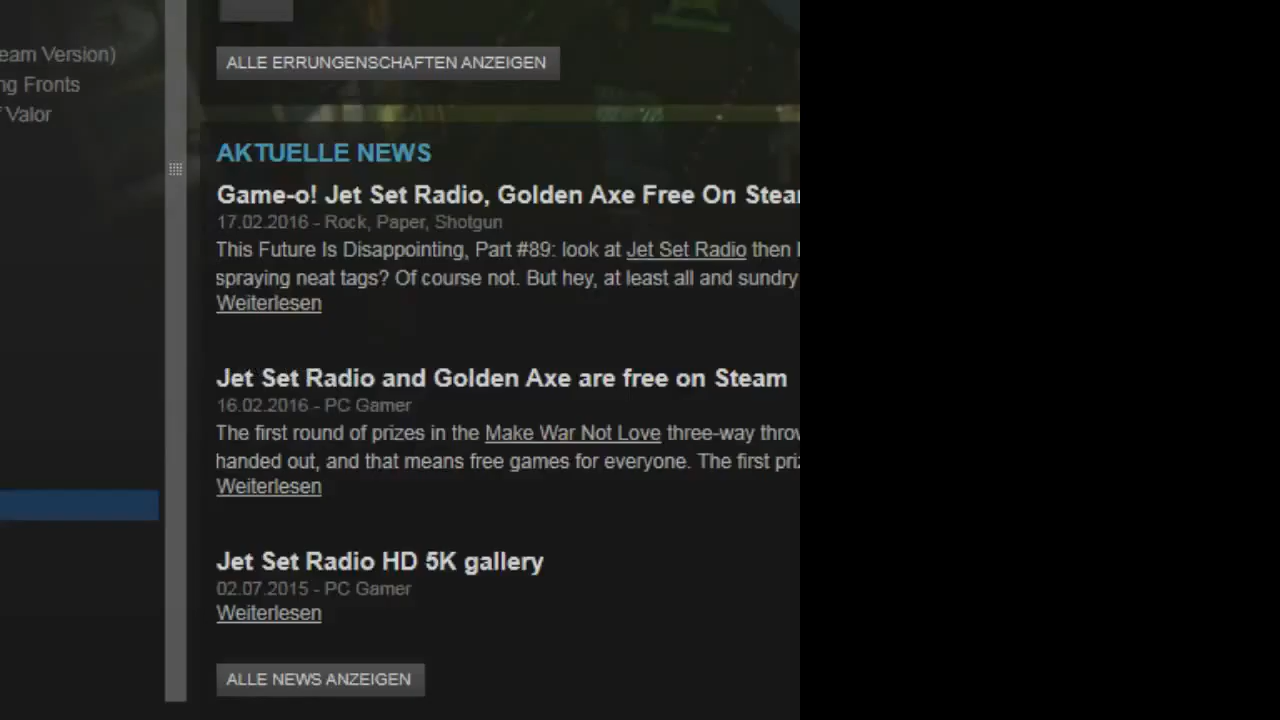 eam Version)
ng Fronts
f Valor
ALLE ERRUNGENSCHAFTEN ANZEIGEN
AKTUELLE NEWS
Game-o! Jet Set Radio, Golden Axe Free On Stea
17.02.2016 - Rock, Paper, Shotgun
This Future Is Disappointing, Part #89: look at Jet Set Radio then
spraying neat tags? Of course not. But hey, at least all and sundry
Weiterlesen
Jet Set Radio and Golden Axe are free on Steam
16.02.2016 - PC Gamer
The first round of prizes in the Make War Not Love three-way throw
handed out, and that means free games for everyone. The first priz
Weiterlesen
Jet Set Radio HD 5K gallery
02.07.2015 - PC Gamer
Weiterlesen
ALLE NEWS ANZEIGEN